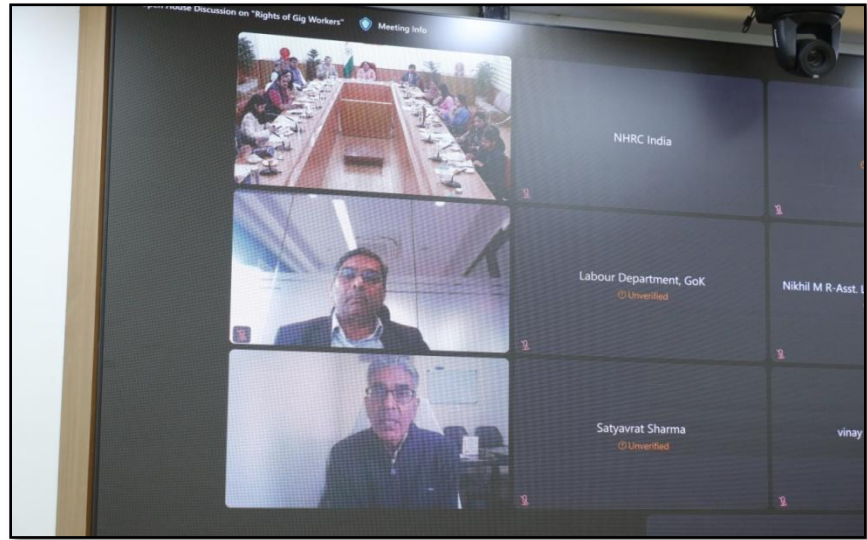 Open House Discussion on "Rights of Gig Workers"
Meeting Info
NHRC India
Labour Department, GoK
Unverified
Nikhil M R-Asst. L
Satyavrat Sharma
Unverified
vinay